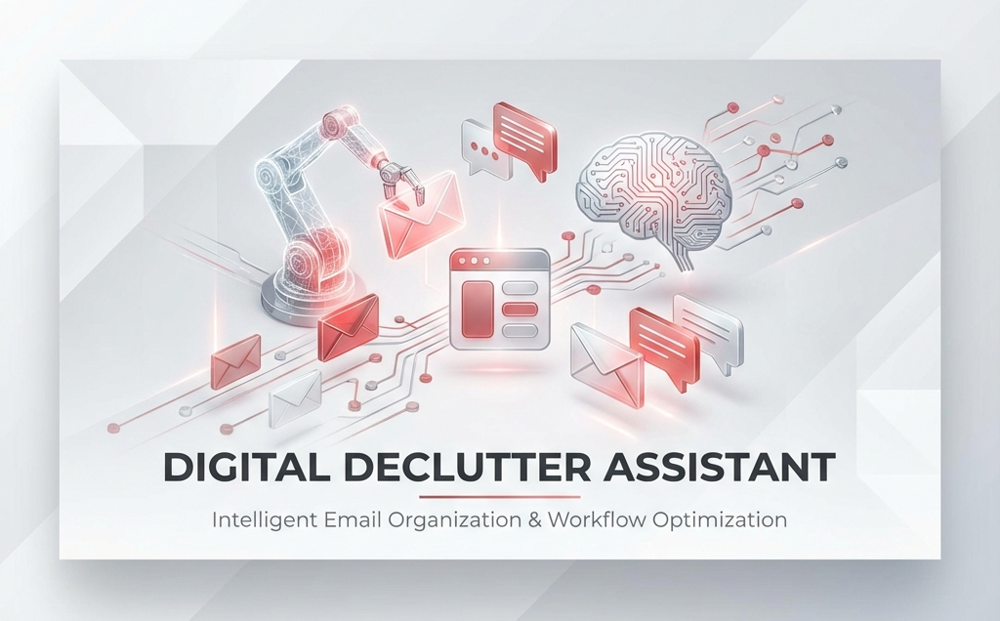 DIGITAL DECLUTTER ASSISTANT
Intelligent Email Organization & Workflow Optimization